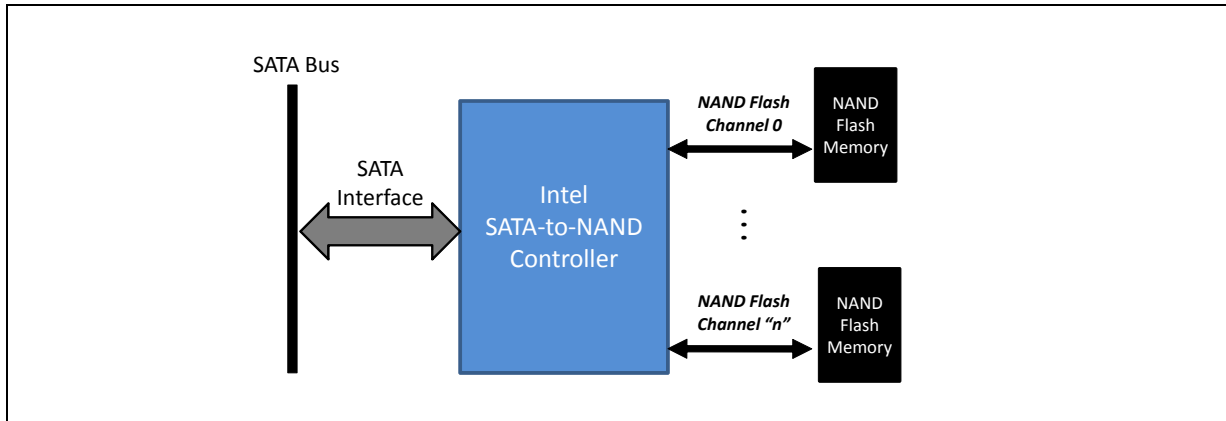 SATA Bus
SATA
Interface
Intel
SATA-to-NAND
Controller
NAND Flash
Channel 0
NAND
Flash
Memory
NAND Flash
Channel “n”
NAND
Flash
Memory